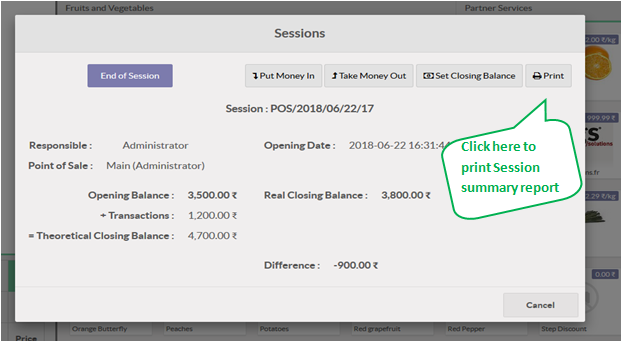 Fruits and Vegetables
Partner Services
Sessions
2.00 ₹/kg
End of Session
Put Money In
Take Money Out
Set Closing Balance
Print
Session : POS/2018/06/22/17
999.99 ₹
Responsible : Administrator
Opening Date : 2018-06-22 16:31:44
Click here to
print Session
summary report
Point of Sale : Main (Administrator)
Opening Balance : 3,500.00 ₹
Real Closing Balance : 3,800.00 ₹
2.29 ₹/kg
+ Transactions : 1,200.00 ₹
= Theoretical Closing Balance : 4,700.00 ₹
Difference : -900.00 ₹
0.00 ₹
Cancel
Price
Orange Butterfly
Peaches
Potatoes
Red grapefruit
Red Pepper
Step Discount